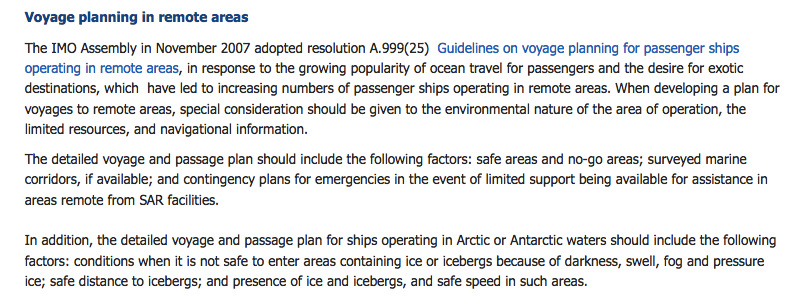 Voyage planning in remote areas
The IMO Assembly in November 2007 adopted resolution A.999(25)  Guidelines on voyage planning for passenger ships
operating in remote areas, in response to the growing popularity of ocean travel for passengers and the desire for exotic
destinations, which  have led to increasing numbers of passenger ships operating in remote areas. When developing a plan for
voyages to remote areas, special consideration should be given to the environmental nature of the area of operation, the
limited resources, and navigational information.
The detailed voyage and passage plan should include the following factors: safe areas and no-go areas; surveyed marine
corridors, if available; and contingency plans for emergencies in the event of limited support being available for assistance in
areas remote from SAR facilities.
In addition, the detailed voyage and passage plan for ships operating in Arctic or Antarctic waters should include the following
factors: conditions when it is not safe to enter areas containing ice or icebergs because of darkness, swell, fog and pressure
ice; safe distance to icebergs; and presence of ice and icebergs, and safe speed in such areas.